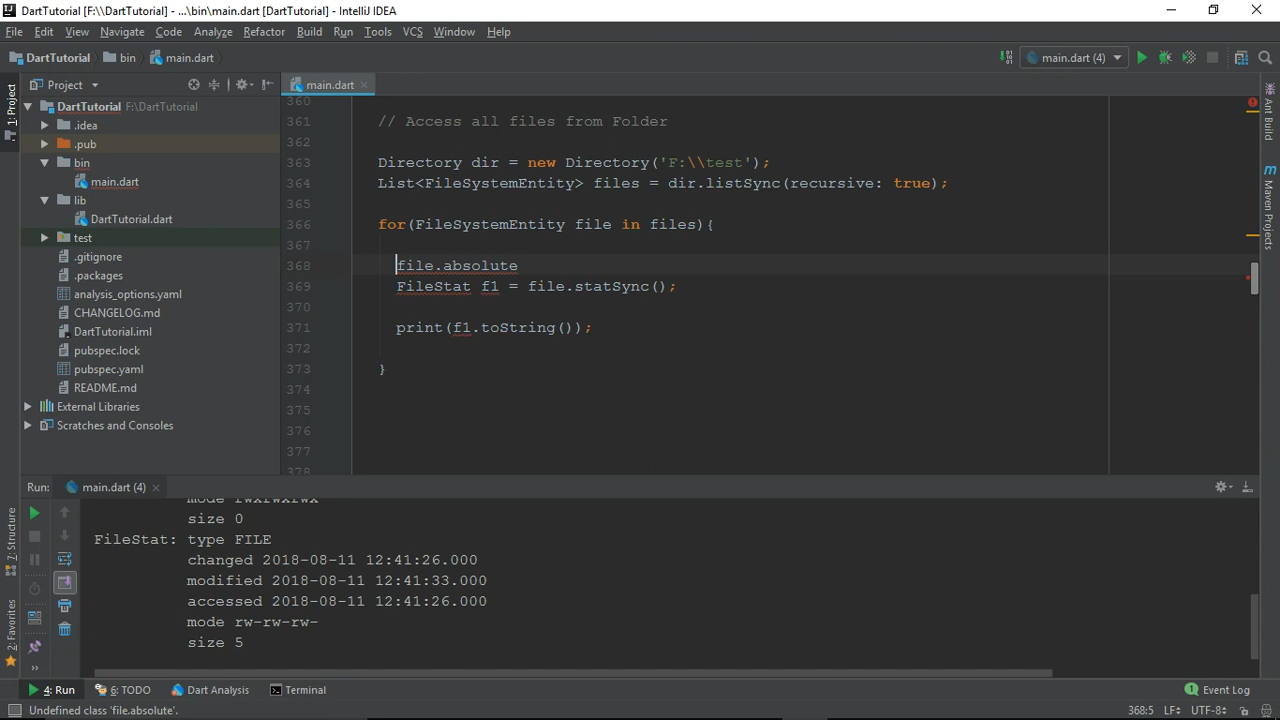 DartTutorial [F:\\DartTutorial] - ...\bin\main.dart [DartTutorial] - IntelliJ IDEA
File Edit View Navigate Code Analyze Refactor Build Run Tools VCS Window Help
DartTutorial bin main.dart main.dart (4)
1: Project
Project
main.dart
DartTutorial F:\DartTutorial
.idea
.pub
bin
main.dart
lib
DartTutorial.dart
test
.gitignore
.packages
analysis_options.yaml
CHANGELOG.md
DartTutorial.iml
pubspec.lock
pubspec.yaml
README.md
External Libraries
Scratches and Consoles
360
361 // Access all files from Folder
362
363 Directory dir = new Directory('F:\\test');
364 List<FileSystemEntity> files = dir.listSync(recursive: true);
365
366 for(FileSystemEntity file in files){
367
368 file.absolute
369 FileStat f1 = file.statSync();
370
371 print(f1.toString());
372
373 }
374
375
376
377
378
Ant Build
m Maven Projects
Run: main.dart (4)
7: Structure
2: Favorites
mode rwxrwxrwx
size 0
FileStat: type FILE
changed 2018-08-11 12:41:26.000
modified 2018-08-11 12:41:33.000
accessed 2018-08-11 12:41:26.000
mode rw-rw-rw-
size 5
4: Run 6: TODO Dart Analysis Terminal 1 Event Log
Undefined class 'file.absolute'. 368:5 LF UTF-8